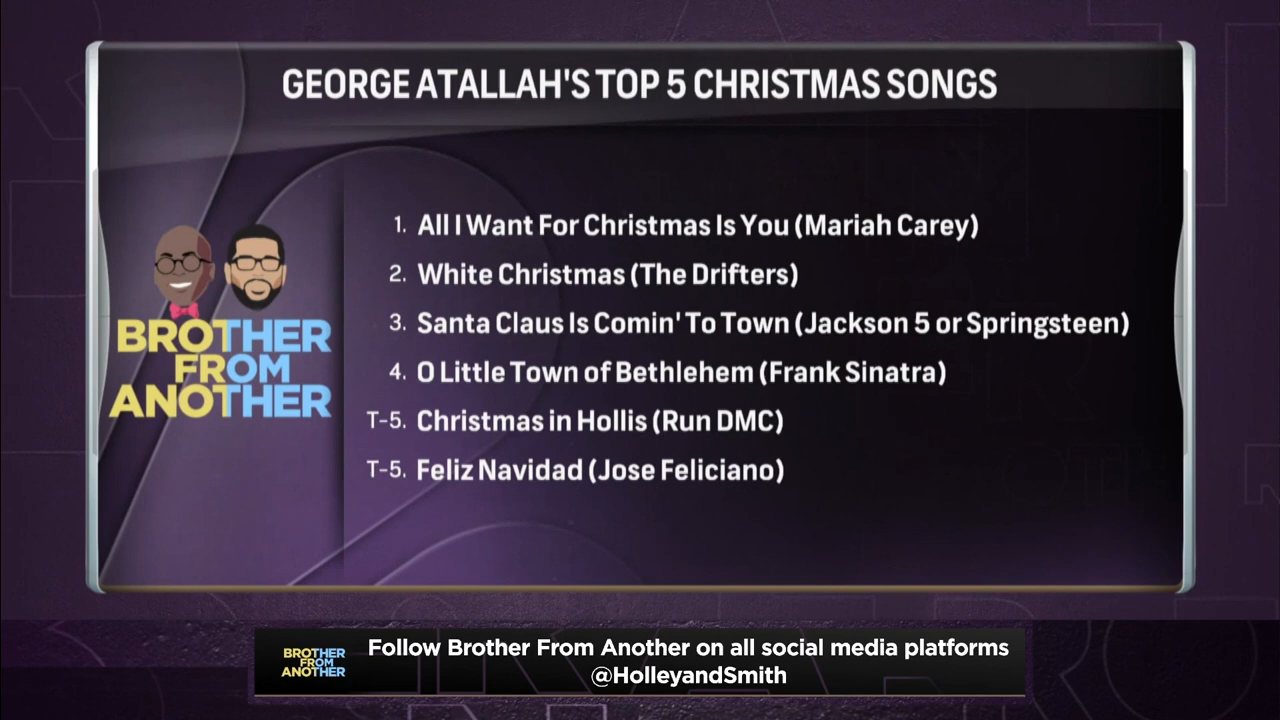 GEORGE ATALLAH'S TOP 5 CHRISTMAS SONGS
BROTHER
FROM
ANOTHER
1. All I Want For Christmas Is You (Mariah Carey)
2. White Christmas (The Drifters)
3. Santa Claus Is Comin' To Town (Jackson 5 or Springsteen)
4. O Little Town of Bethlehem (Frank Sinatra)
T-5. Christmas in Hollis (Run DMC)
T-5. Feliz Navidad (Jose Feliciano)
BROTHER
FROM
ANOTHER
Follow Brother From Another on all social media platforms
@HolleyandSmith